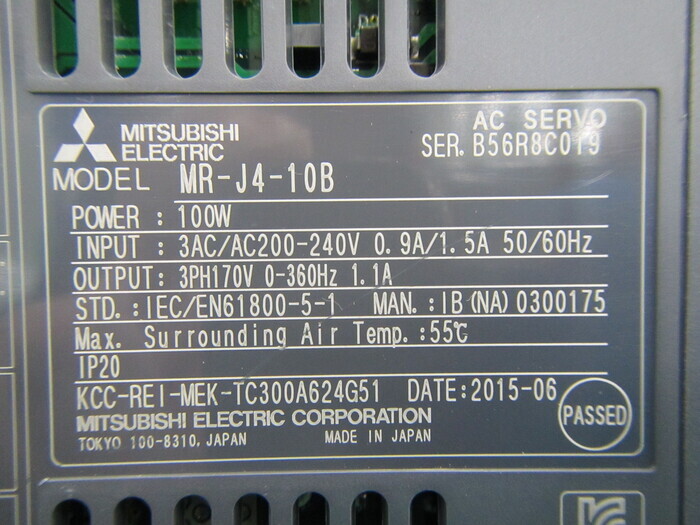 MITSUBISHI
ELECTRIC
AC SERVO
SER. B56R8C019
MODEL MR-J4-10B
POWER : 100W
INPUT : 3AC/AC200-240V 0.9A/1.5A 50/60Hz
OUTPUT: 3PH170V 0-360Hz 1.1A
STD. : IEC/EN61800-5-1 MAN. : IB(NA)0300175
Max. Surrounding Air Temp. :55℃
IP20
KCC-REI-MEK-TC300A624G51 DATE:2015-06
MITSUBISHI ELECTRIC CORPORATION
TOKYO 100-8310, JAPAN MADE IN JAPAN
PASSED